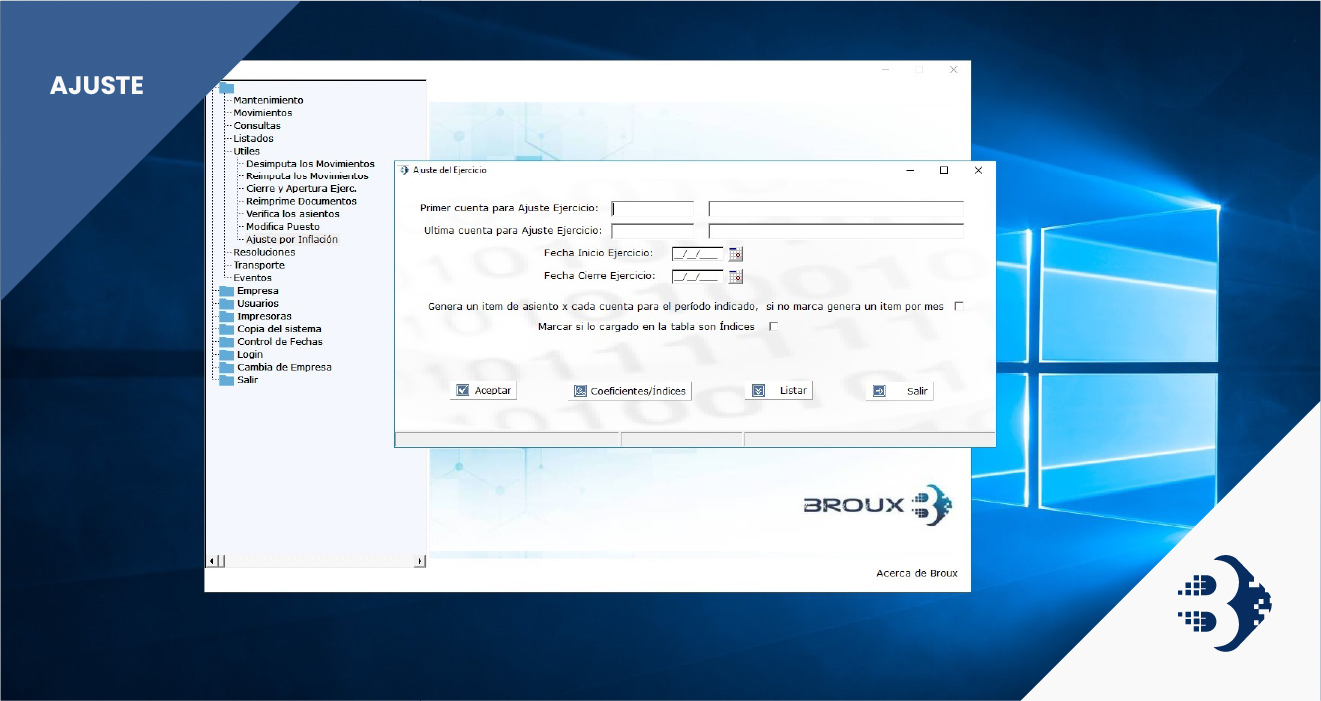 AJUSTE
Mantenimiento
Movimientos
Consultas
Listados
Utiles
Desimputa los Movimientos
Reimputa los Movimientos
Cierre y Apertura Ejerc.
Reimprime Documentos
Verifica los asientos
Modifica Puesto
Ajuste por Inflación
Resoluciones
Transporte
Eventos
Empresa
Usuarios
Impresoras
Copia del sistema
Control de Fechas
Login
Cambia de Empresa
Salir
Ajuste del Ejercicio
Primer cuenta para Ajuste Ejercicio:
Ultima cuenta para Ajuste Ejercicio:
Fecha Inicio Ejercicio: __/__/____
Fecha Cierre Ejercicio: __/__/____
Genera un item de asiento x cada cuenta para el período indicado, si no marca genera un item por mes
Marcar si lo cargado en la tabla son Índices
Aceptar Coeficientes/Índices Listar Salir
BROUX
Acerca de Broux